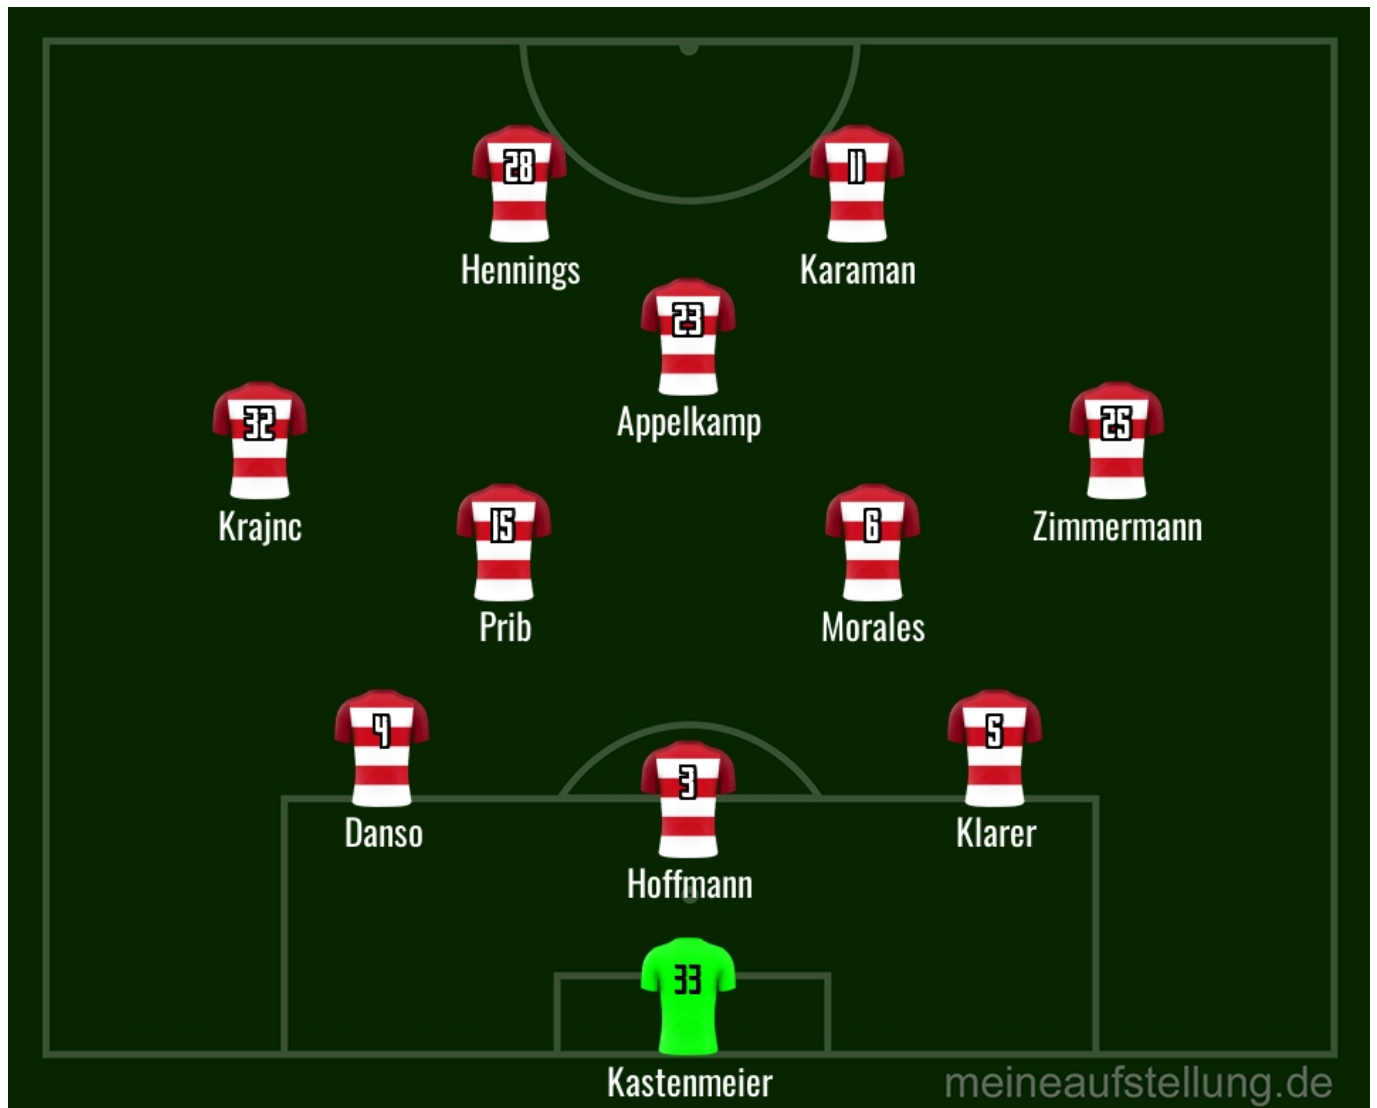 28
11
Hennings
Karaman
23
Appelkamp
32
25
Krajnc
Zimmermann
15
6
Prib
Morales
4
5
Danso
Klarer
3
Hoffmann
33
Kastenmeier
meineaufstellung.de